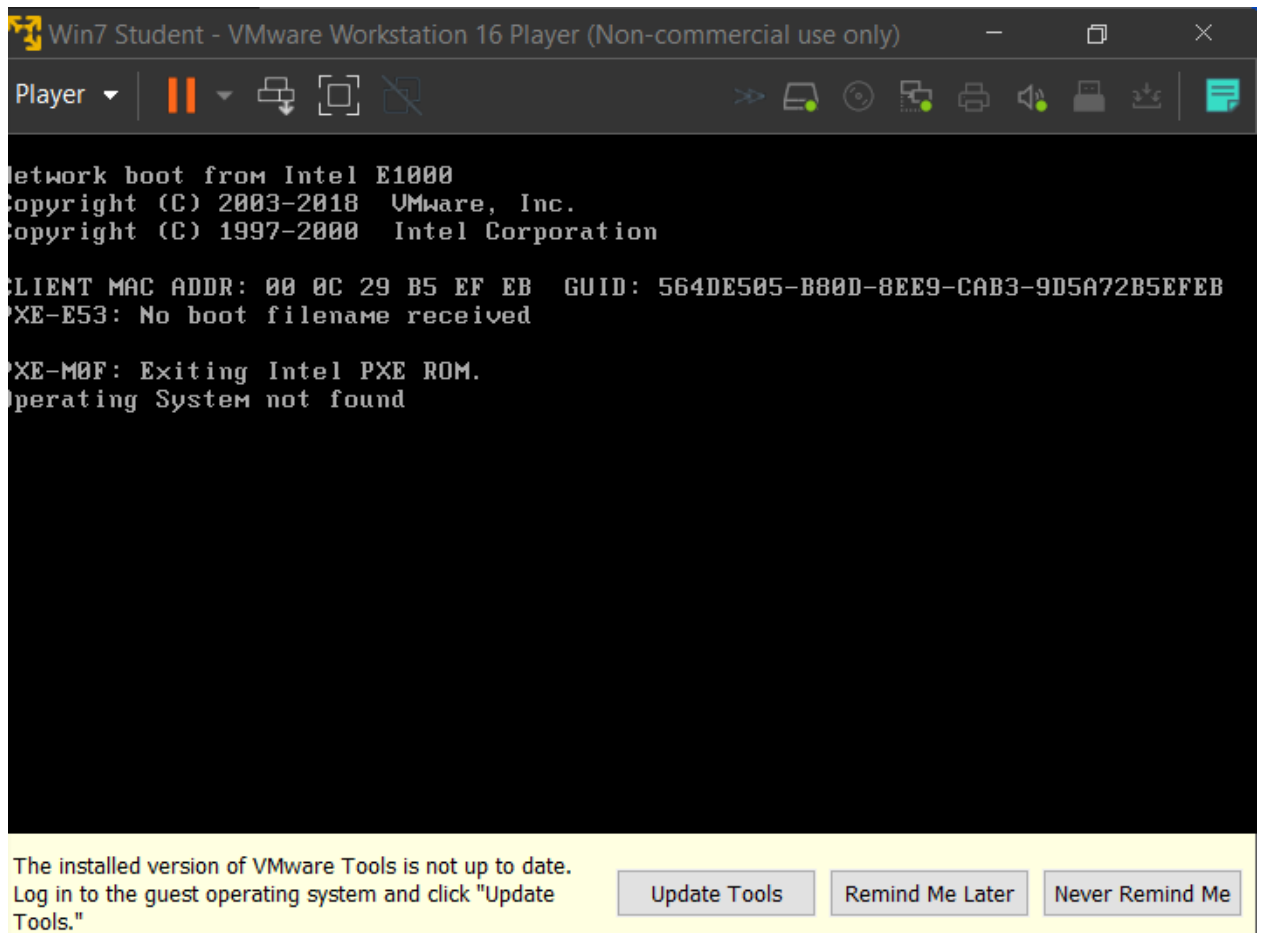 Win7 Student - VMware Workstation 16 Player (Non-commercial use only)
Player
etwork boot from Intel E1000
opyright (C) 2003-2018 VMware, Inc.
opyright (C) 1997-2000 Intel Corporation
LIENT MAC ADDR: 00 0C 29 B5 EF EB GUID: 564DE505-B80D-8EE9-CAB3-9D5A72B5EFEB
XE-E53: No boot filename received
XE-M0F: Exiting Intel PXE ROM.
perating System not found
The installed version of VMware Tools is not up to date.
Log in to the guest operating system and click "Update
Tools."
Update Tools
Remind Me Later
Never Remind Me